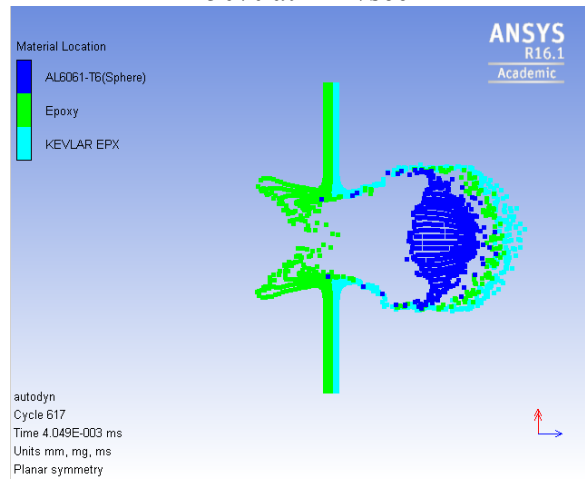 ANSYS
R16.1
Academic
Material Location
AL6061-T6(Sphere)
Epoxy
KEVLAR EPX
autodyn
Cycle 617
Time 4.049E-003 ms
Units mm, mg, ms
Planar symmetry